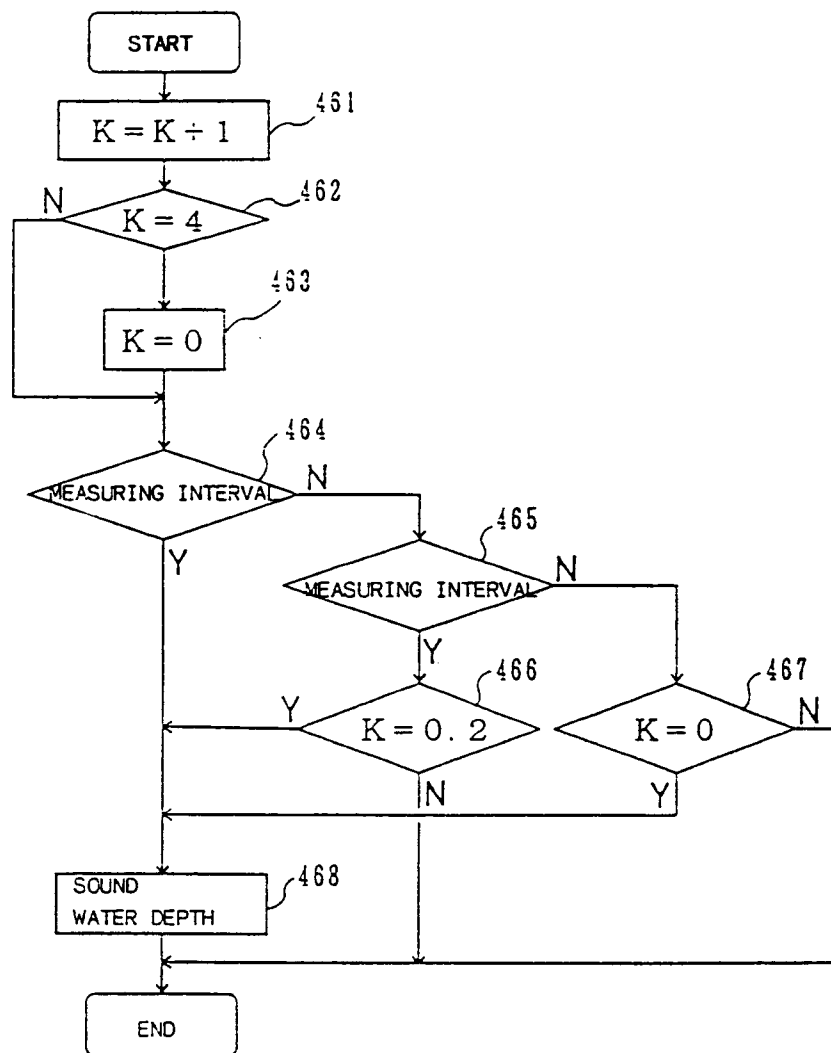 START
461
K = K ÷ 1
462
N
K = 4
463
K = 0
464
MEASURING INTERVAL
N
Y
465
MEASURING INTERVAL
N
Y
466
467
Y
K = 0.2
K = 0
N
N
Y
468
SOUND
WATER DEPTH
END